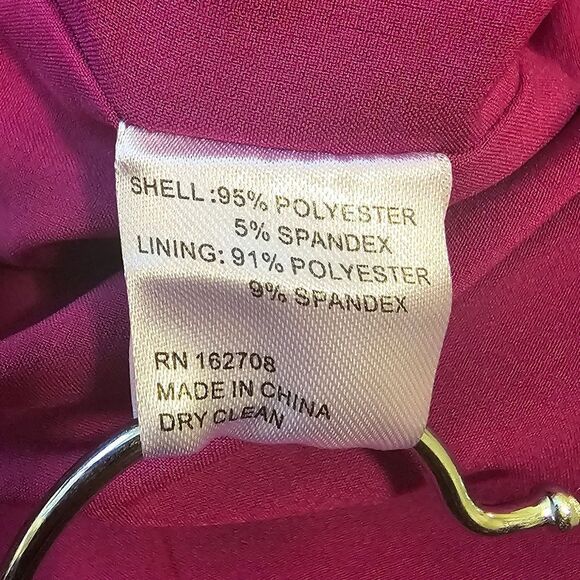 SHELL :95% POLYESTER
5% SPANDEX
LINING: 91% POLYESTER
9% SPANDEX
RN 162708
MADE IN CHINA
DRY CLEAN